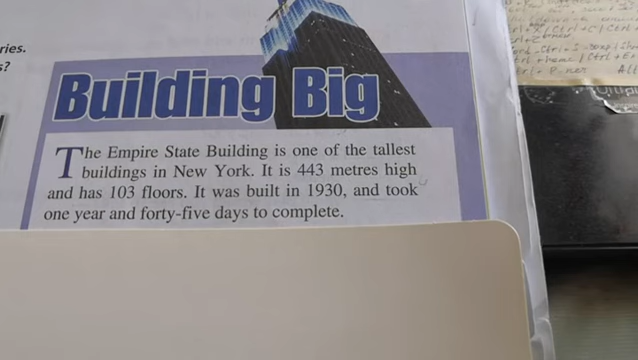 ries.
s?
Building Big
The Empire State Building is one of the tallest
buildings in New York. It is 443 metres high
and has 103 floors. It was built in 1930, and took
one year and forty-five days to complete.